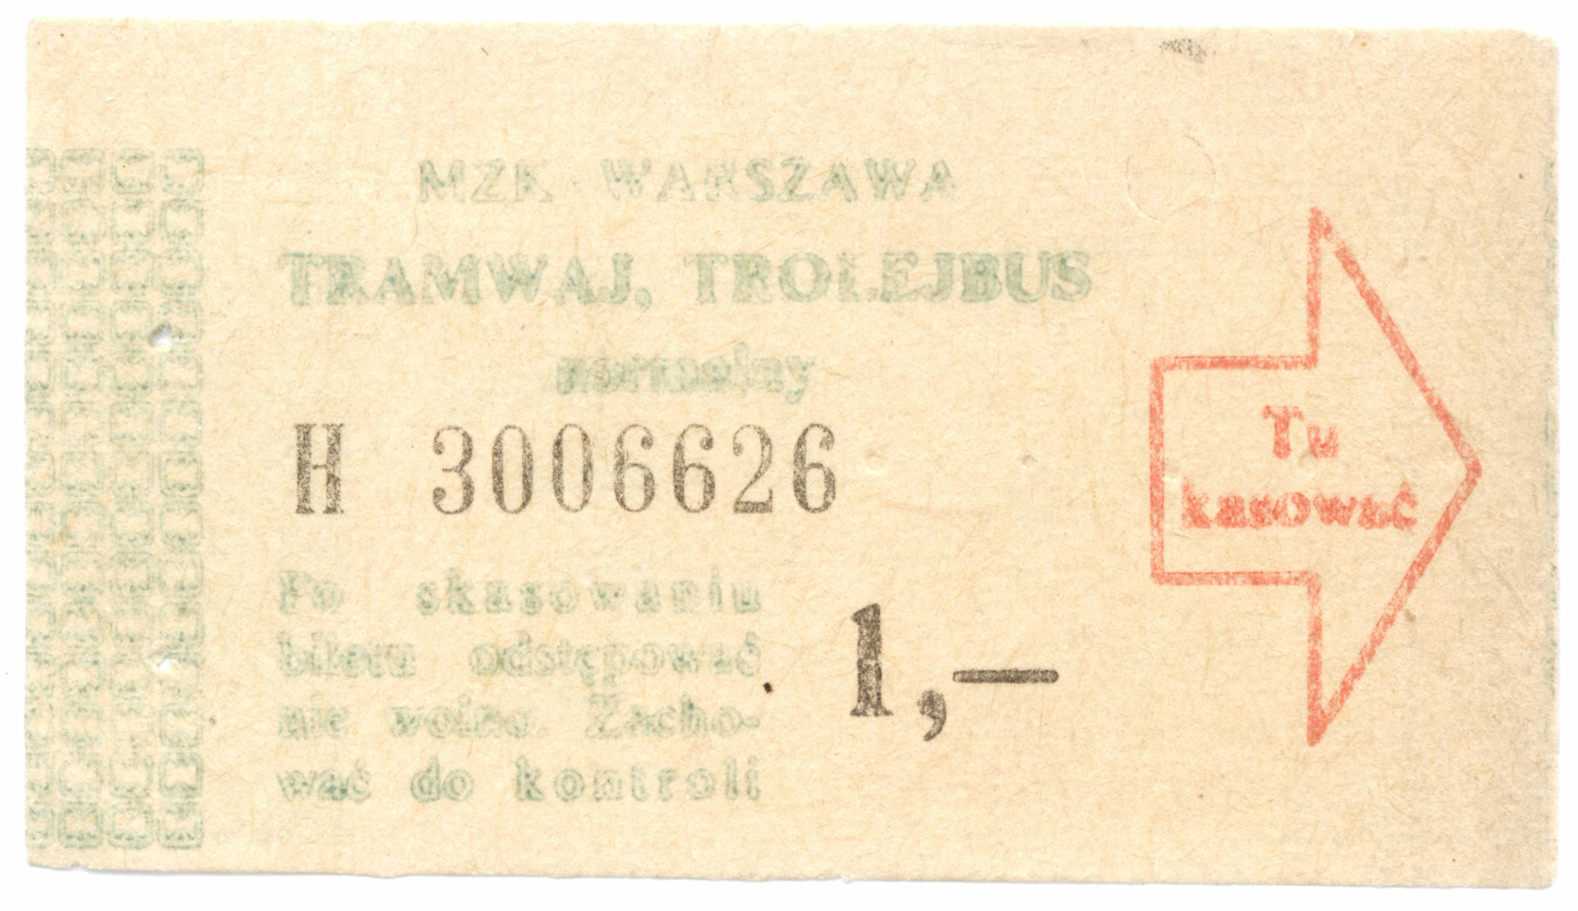 MZK WARSZAWA
TRAMWAJ, TROLEJBUS
normalny
H 3006626
Po skasowaniu
biletu odstępować
nie wolno. Zacho-
wać do kontroli
1,—
Tu
kasować